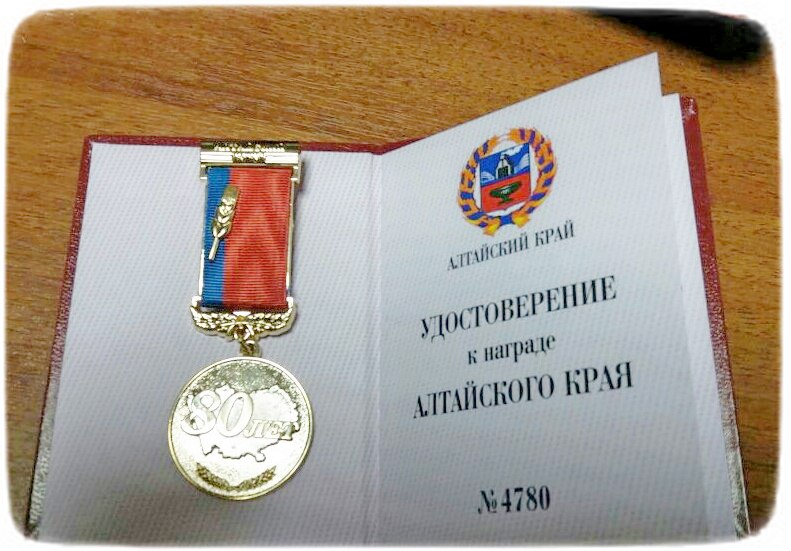 80 ЛЕТ
АЛТАЙСКИЙ КРАЙ
УДОСТОВЕРЕНИЕ
к награде
АЛТАЙСКОГО КРАЯ
№4780